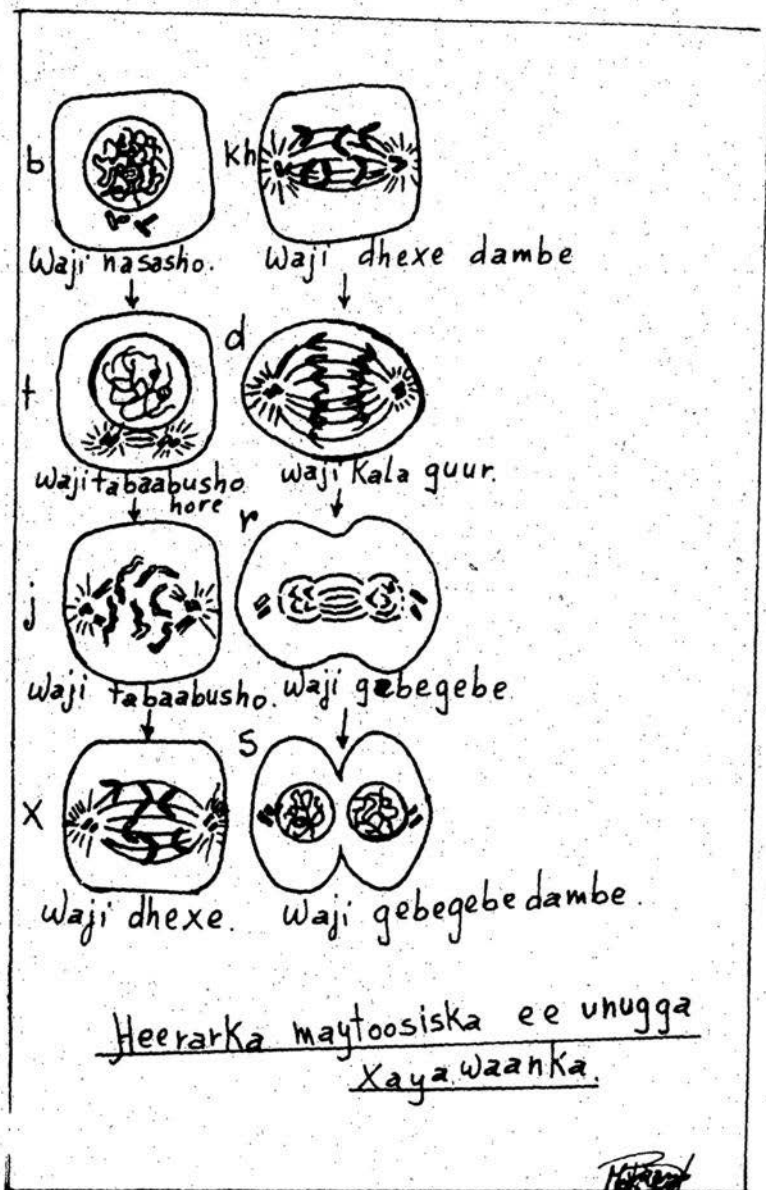 b
Waji nasasho.
t
Waji tabaabusho
hore
j
Waji tabaabusho.
X
Waji dhexe.
kh
Waji dhexe dambe
d
Waji Kala guur.
r
Waji gebegebe
S
Waji gebegebe dambe.
Heerarka maytoosiska ee unugga
Xayawaanka.